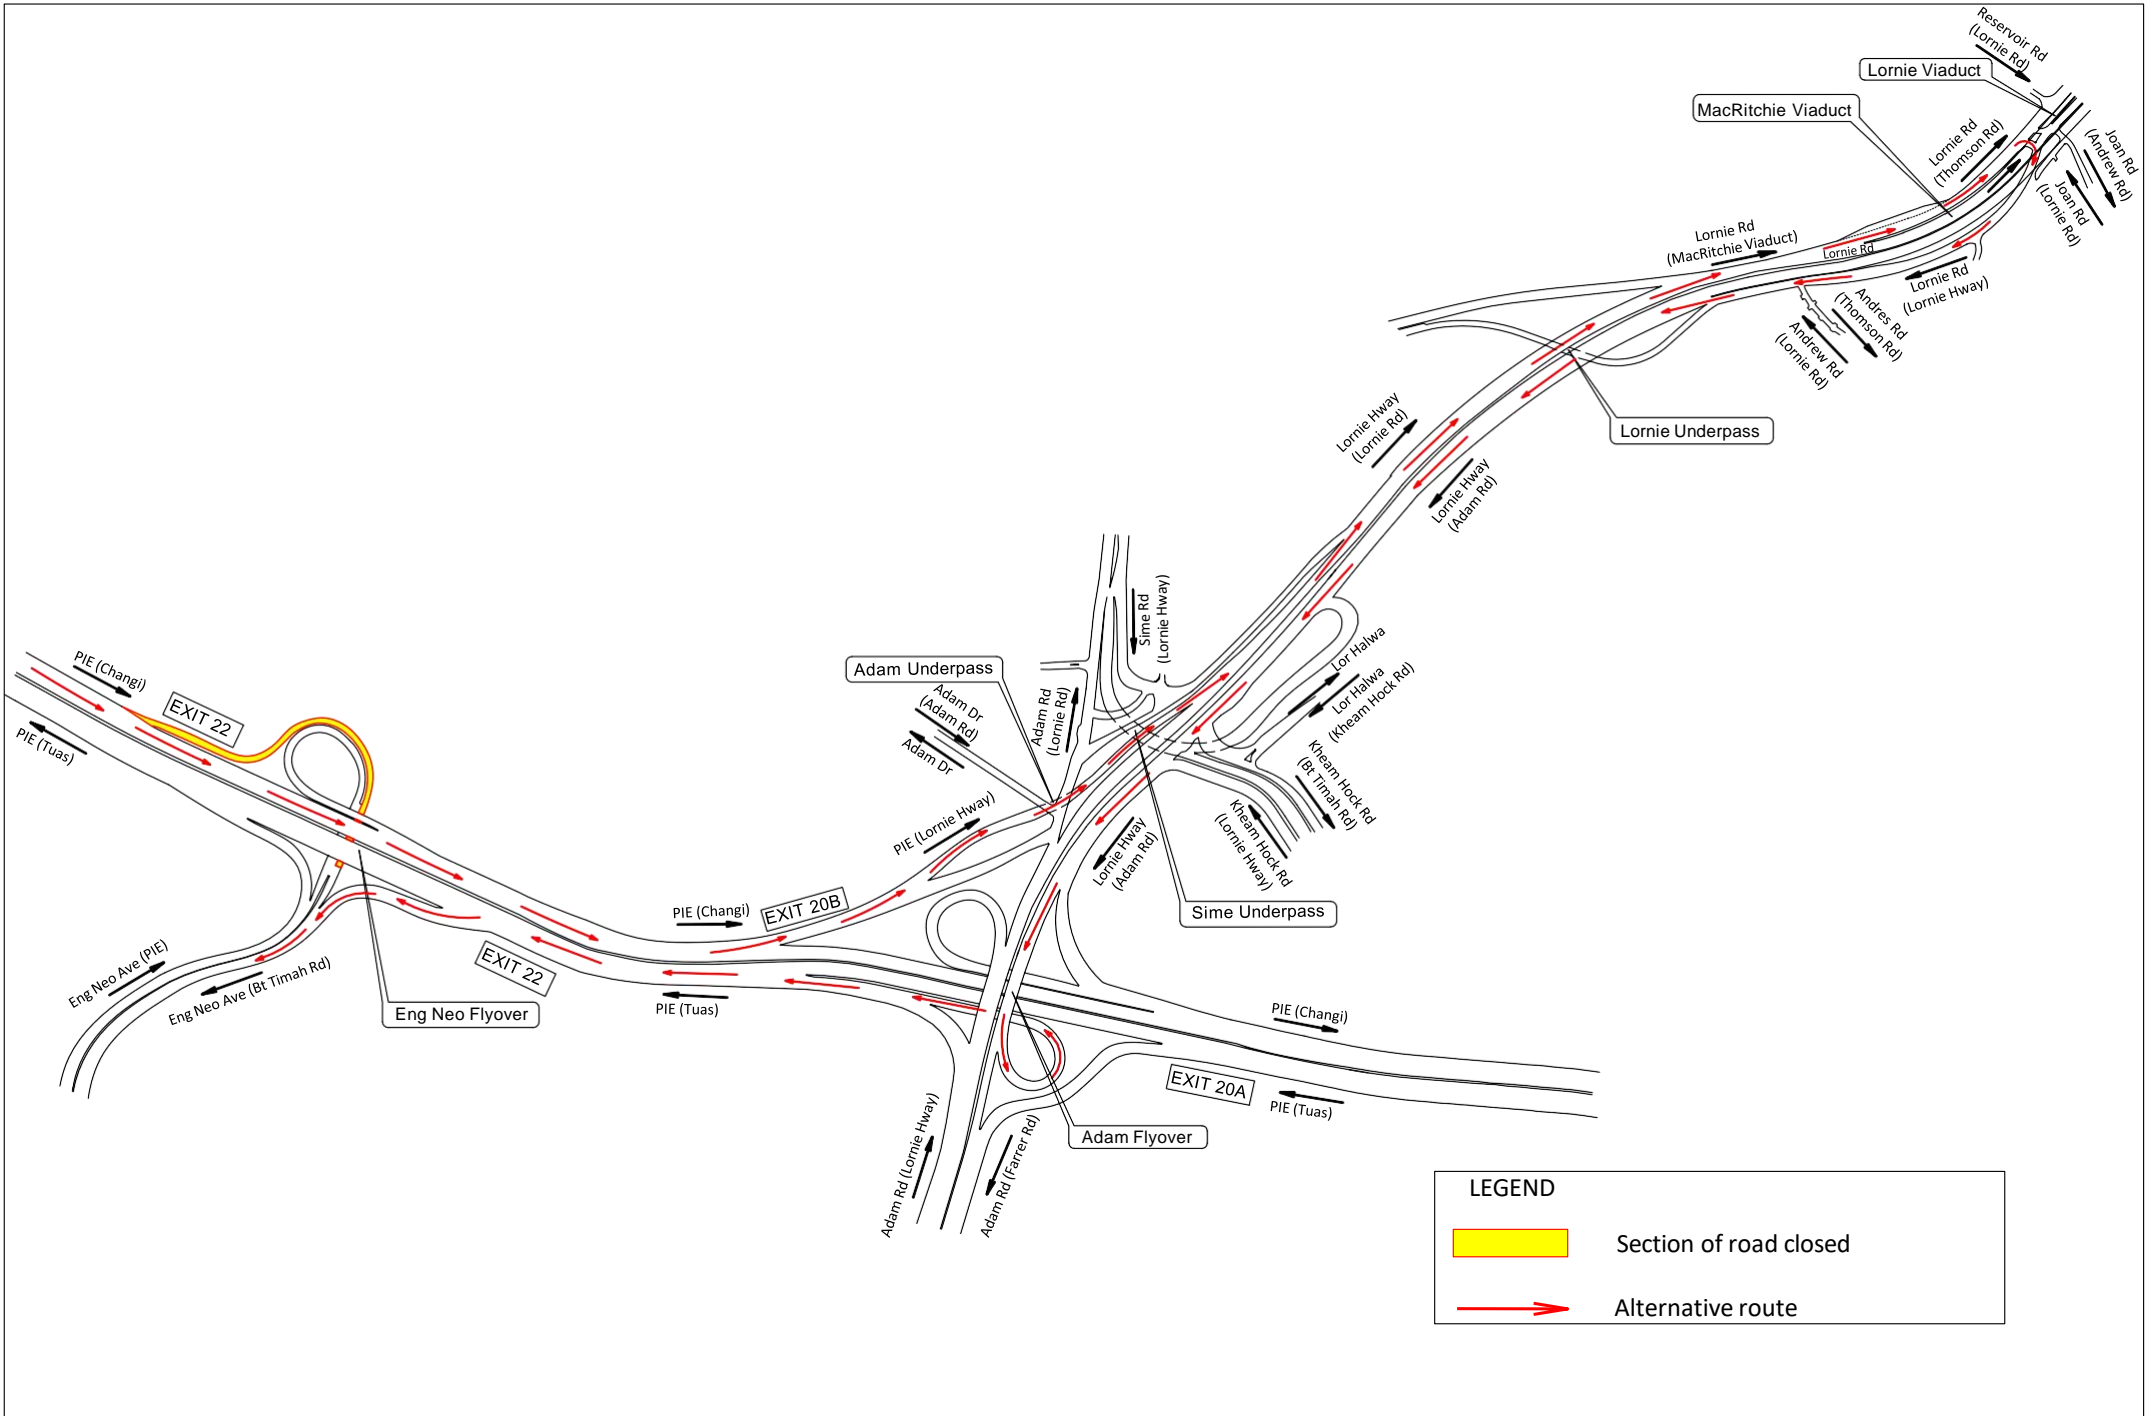 Reservoir Rd
(Lornie Rd)
Lornie Viaduct
MacRitchie Viaduct
Lornie Rd
(Thomson Rd)
Joan Rd
(Andrew Rd)
Joan Rd
(Lornie Rd)
Lornie Rd
(MacRitchie Viaduct)
Lornie Rd
Lornie Rd
(Lornie Hway)
Andres Rd
(Thomson Rd)
Andrew Rd
(Lornie Rd)
Lornie Underpass
Lornie Hway
(Lornie Rd)
Lornie Hway
(Adam Rd)
Sime Rd
(Lornie Hway)
Lor Halwa
Lor Halwa
(Kheam Hock Rd)
Kheam Hock Rd
(Bt Timah Rd)
Kheam Hock Rd
(Lornie Hway)
Adam Underpass
Adam Dr
(Adam Rd)
Adam Dr
Adam Rd
(Lornie Rd)
PIE (Lornie Hway)
Lornie Hway
(Adam Rd)
Sime Underpass
PIE (Changi)
EXIT 22
PIE (Tuas)
PIE (Changi)
EXIT 20B
EXIT 22
Eng Neo Ave (PIE)
Eng Neo Ave (Bt Timah Rd)
Eng Neo Flyover
PIE (Tuas)
PIE (Changi)
EXIT 20A
PIE (Tuas)
Adam Flyover
Adam Rd (Lornie Hway)
Adam Rd (Farrer Rd)
LEGEND
Section of road closed
Alternative route